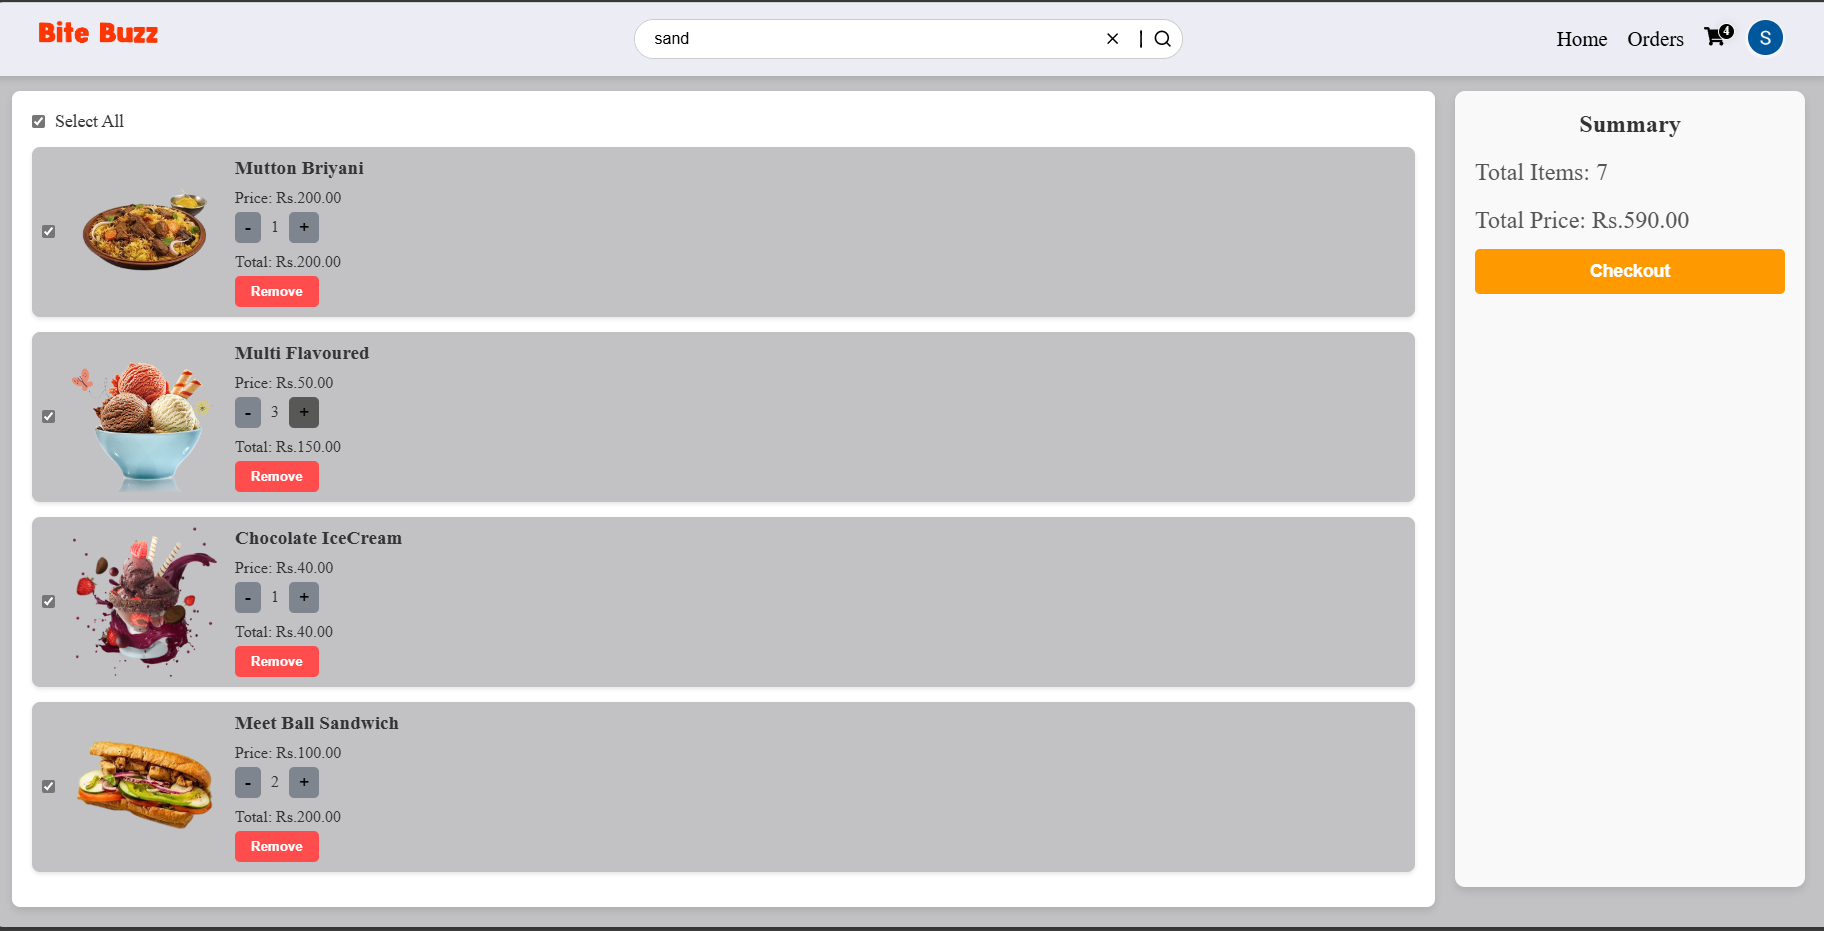 Bite Buzz
sand
Home
Orders
4
S
Select All
Mutton Briyani
Price: Rs.200.00
- 1 +
Total: Rs.200.00
Remove
Multi Flavoured
Price: Rs.50.00
- 3 +
Total: Rs.150.00
Remove
Chocolate IceCream
Price: Rs.40.00
- 1 +
Total: Rs.40.00
Remove
Meet Ball Sandwich
Price: Rs.100.00
- 2 +
Total: Rs.200.00
Remove
Summary
Total Items: 7
Total Price: Rs.590.00
Checkout